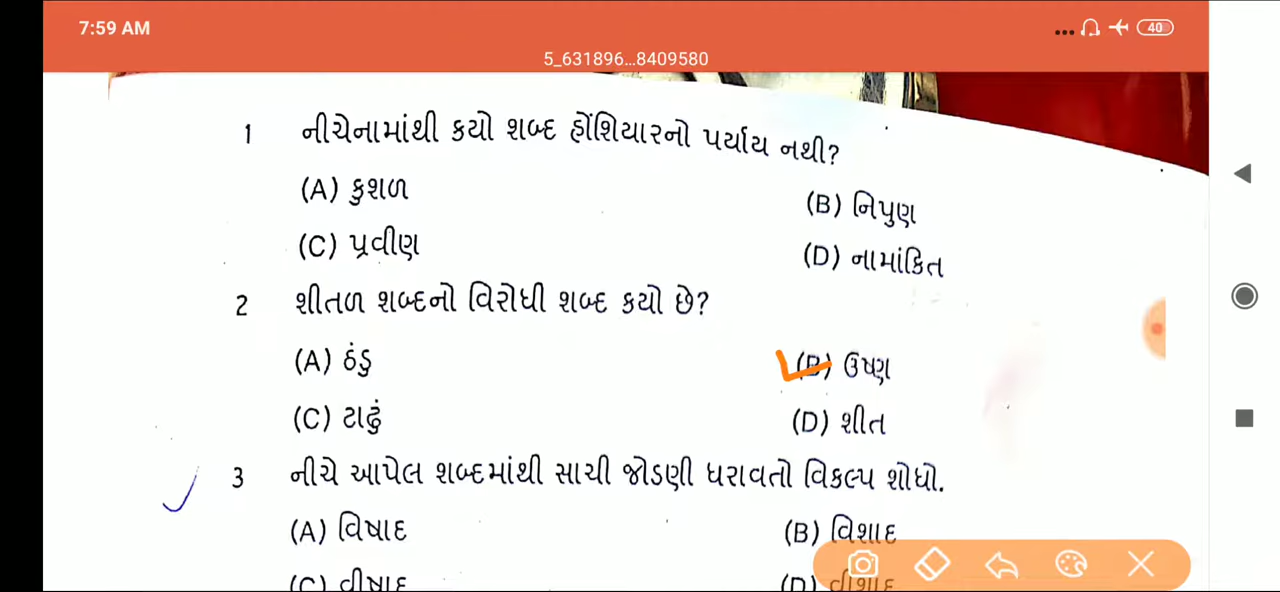 7:59 AM
40
5_631896...8409580
1 નીચેનામાંથી કયો શબ્દ હોંશિયારનો પર્યાય નથી?
(A) કુશળ (B) નિપુણ
(C) પ્રવીણ (D) નામાંકિત
2 શીતળ શબ્દનો વિરોધી શબ્દ કયો છે?
(A) ઠંડુ (B) ઉષ્ણ
(C) ટાઢું (D) શીત
3 નીચે આપેલ શબ્દમાંથી સાચી જોડણી ધરાવતો વિકલ્પ શોધો.
(A) વિષાદ (B) વિશાદ
(C) વીષાદ (D) વીશાદ